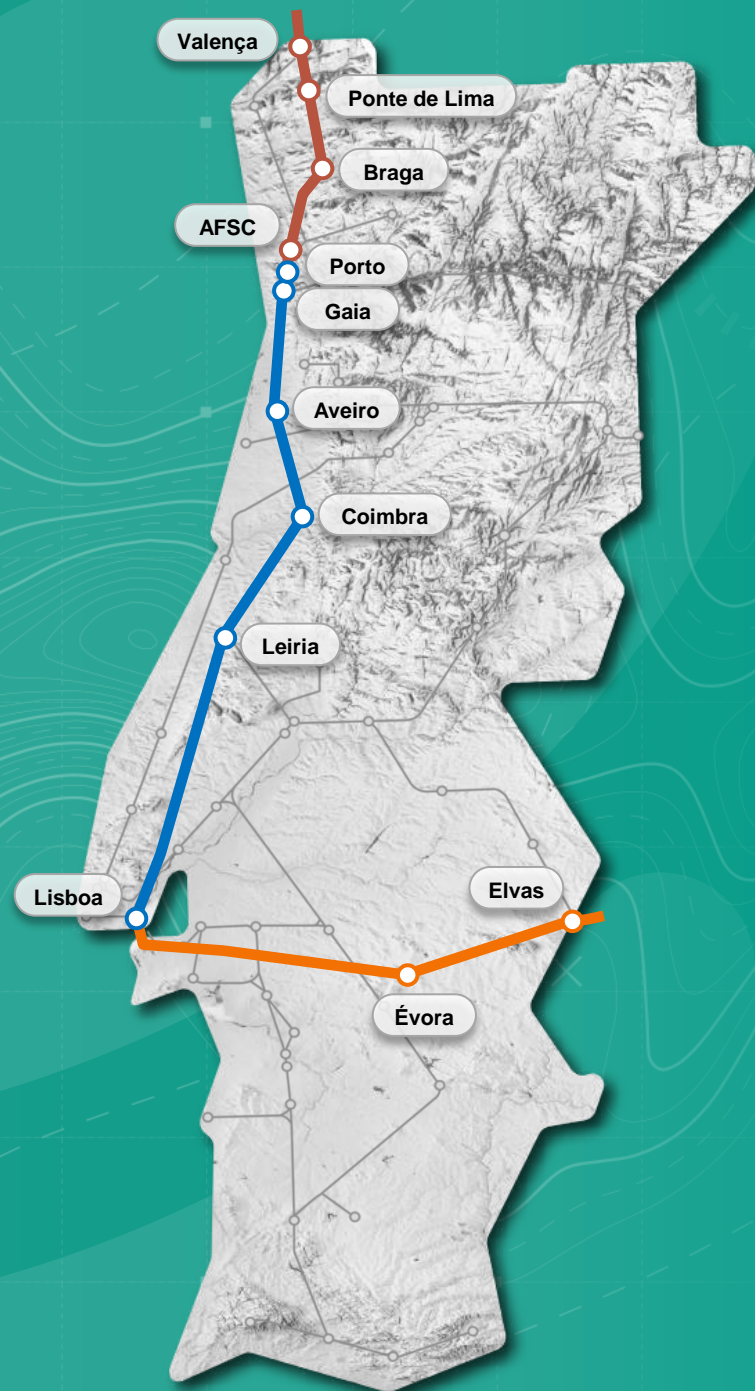 Valença
Ponte de Lima
Braga
AFSC
Porto
Gaia
Aveiro
Coimbra
Leiria
Lisboa
Elvas
Évora